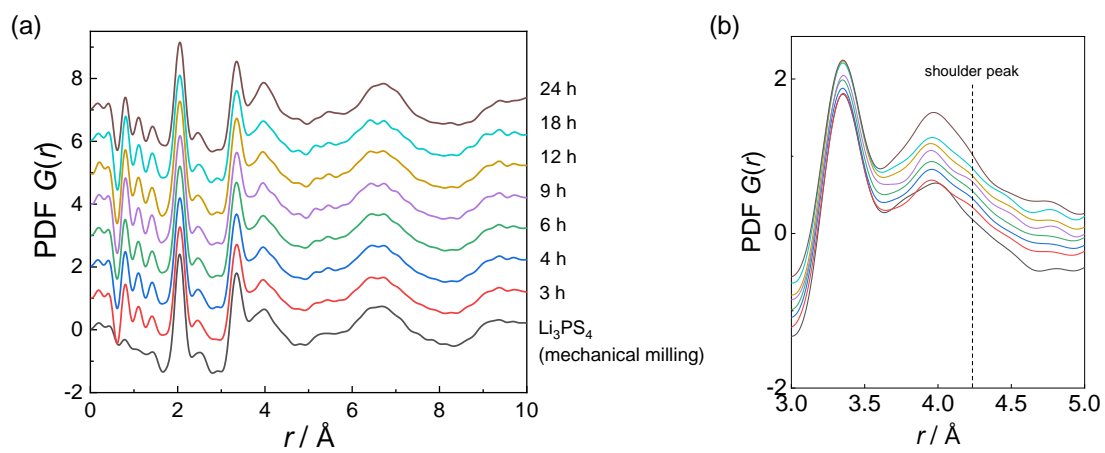 (a)
PDF G(r)
8
6
4
2
0
-2
0
2
4
6
8
10
r / Å
24 h
18 h
12 h
9 h
6 h
4 h
3 h
Li₃PS₄
(mechanical milling)
(b)
shoulder peak
PDF G(r)
2
0
-2
3.0
3.5
4.0
4.5
5.0
r / Å